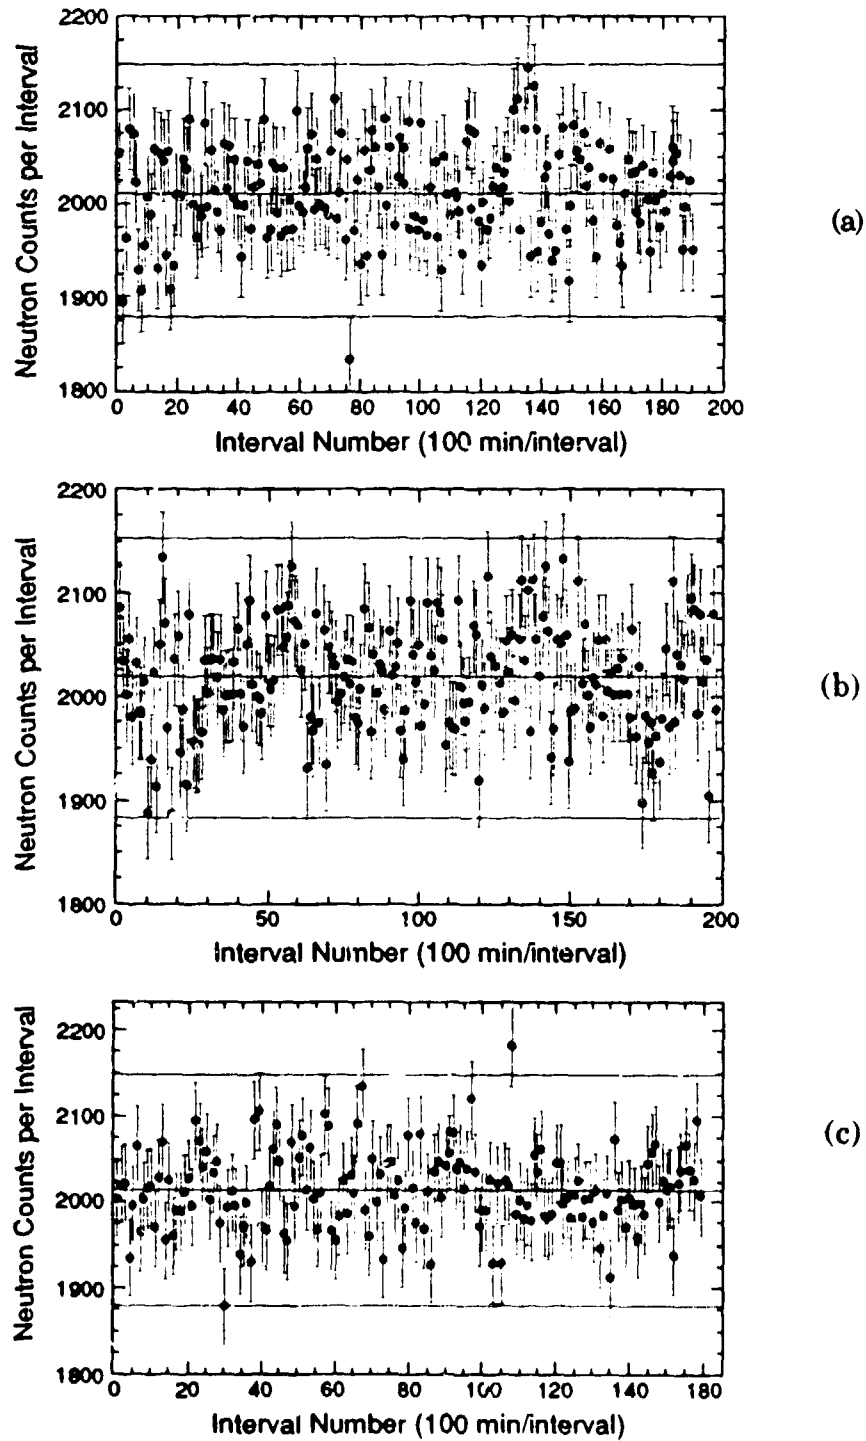 2200
2100
2000
1900
1800
Neutron Counts per Interval
0 20 40 60 80 100 120 140 160 180 200
Interval Number (100 min/interval)
(a)
2200
2100
2000
1900
1800
Neutron Counts per Interval
0 50 100 150 200
Interval Number (100 min/interval)
(b)
2200
2100
2000
1900
1800
Neutron Counts per Interval
0 20 40 60 80 100 120 140 160 180
Interval Number (100 min/interval)
(c)